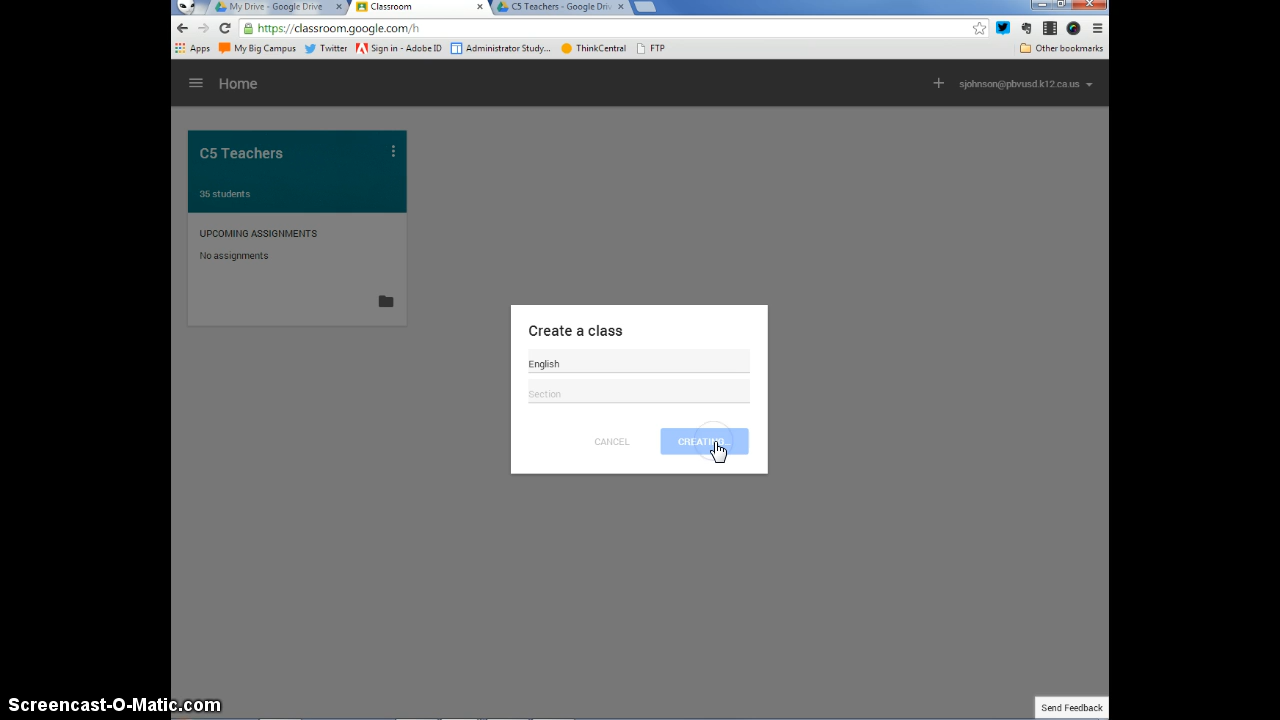 My Drive - Google Drive
Classroom
C5 Teachers - Google Driv
https://classroom.google.com/h
Apps
My Big Campus
Twitter
Sign in - Adobe ID
Administrator Study...
ThinkCentral
FTP
Other bookmarks
Home
sjohnson@pbvusd.k12.ca.us
C5 Teachers
35 students
UPCOMING ASSIGNMENTS
No assignments
Create a class
English
Section
CANCEL
CREATING...
Send Feedback
Screencast-O-Matic.com